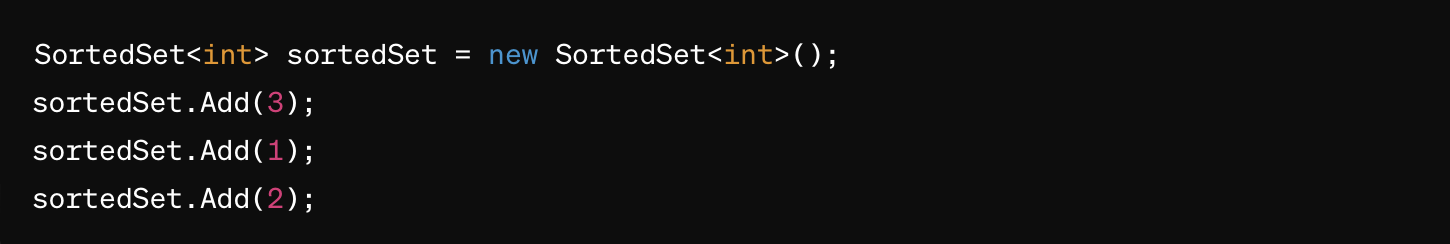 SortedSet<int> sortedSet = new SortedSet<int>();
sortedSet.Add(3);
sortedSet.Add(1);
sortedSet.Add(2);